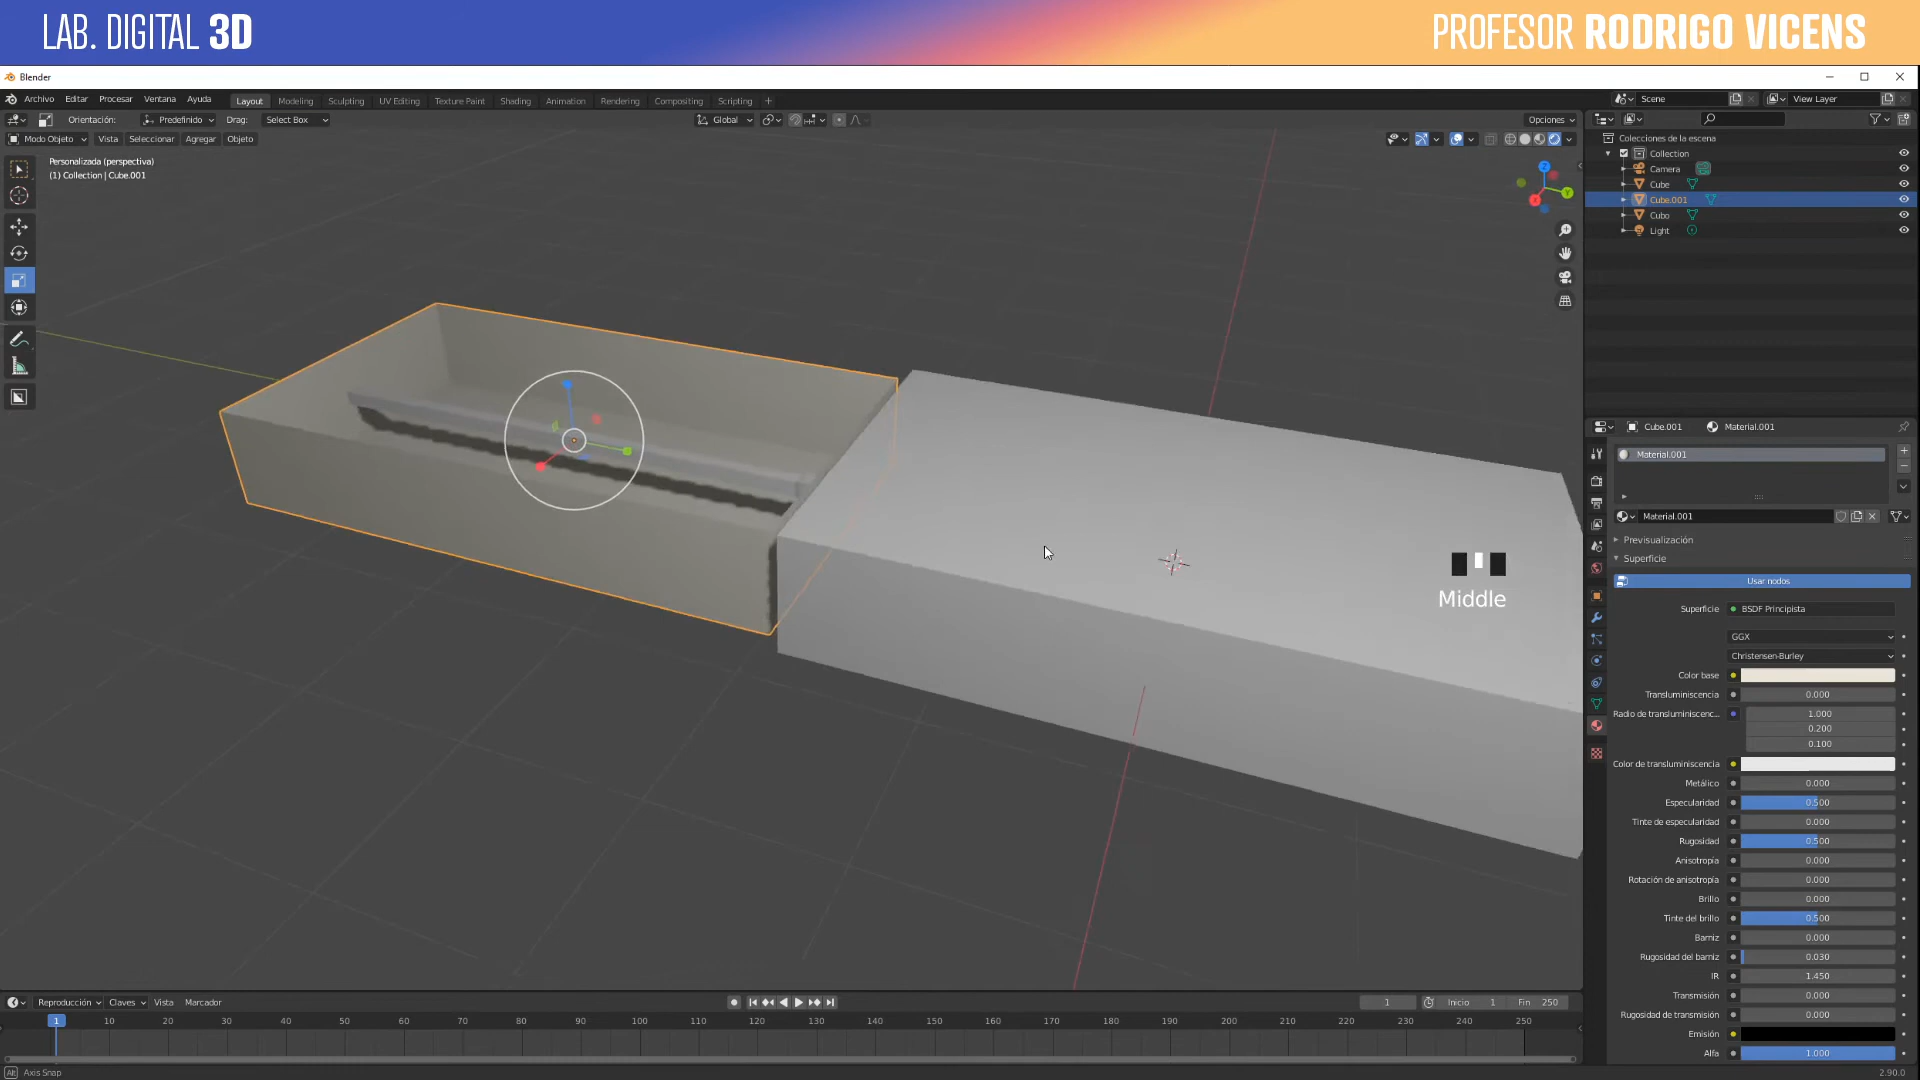 LAB. DIGITAL 3D
PROFESOR RODRIGO VICENS
Blender
Archivo Editar Procesar Ventana Ayuda Layout Modeling Sculpting UV Editing Texture Paint Shading Animation Rendering Compositing Scripting + Scene View Layer
Orientación: Predefinido Drag: Select Box Global Opciones
Modo Objeto Vista Seleccionar Agregar Objeto
Personalizada (perspectiva)
(1) Collection | Cube.001
Z
Y
X
Colecciones de la escena
Collection
Camera
Cube
Cube.001
Cubo
Light
Middle
Cube.001 Material.001
Material.001
Material.001
Previsualización
Superficie
Usar nodos
Superficie BSDF Principista
GGX
Christensen-Burley
Color base
Transluminiscencia 0.000
Radio de transluminiscenc... 1.000
0.200
0.100
Color de transluminiscencia
Metálico 0.000
Especularidad 0.500
Tinte de especularidad 0.000
Rugosidad 0.500
Anisotropía 0.000
Rotación de anisotropía 0.000
Brillo 0.000
Tinte del brillo 0.500
Barniz 0.000
Rugosidad del barniz 0.030
IR 1.450
Transmisión 0.000
Rugosidad de transmisión 0.000
Emisión
Alfa 1.000
Reproducción Claves Vista Marcador 1 Inicio 1 Fin 250
1 10 20 30 40 50 60 70 80 90 100 110 120 130 140 150 160 170 180 190 200 210 220 230 240 250
Alt Axis Snap
2.90.0